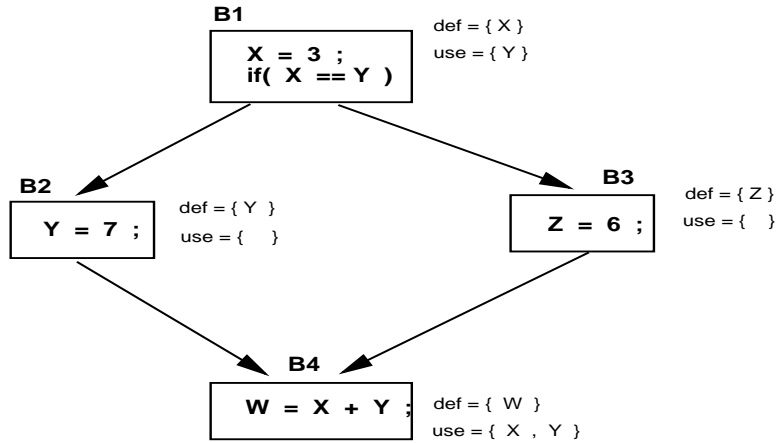 B1
X = 3 ;
if( X == Y )
def = { X }
use = { Y }
B2
Y = 7 ;
def = { Y }
use = { }
B3
Z = 6 ;
def = { Z }
use = { }
B4
W = X + Y ;
def = { W }
use = { X , Y }